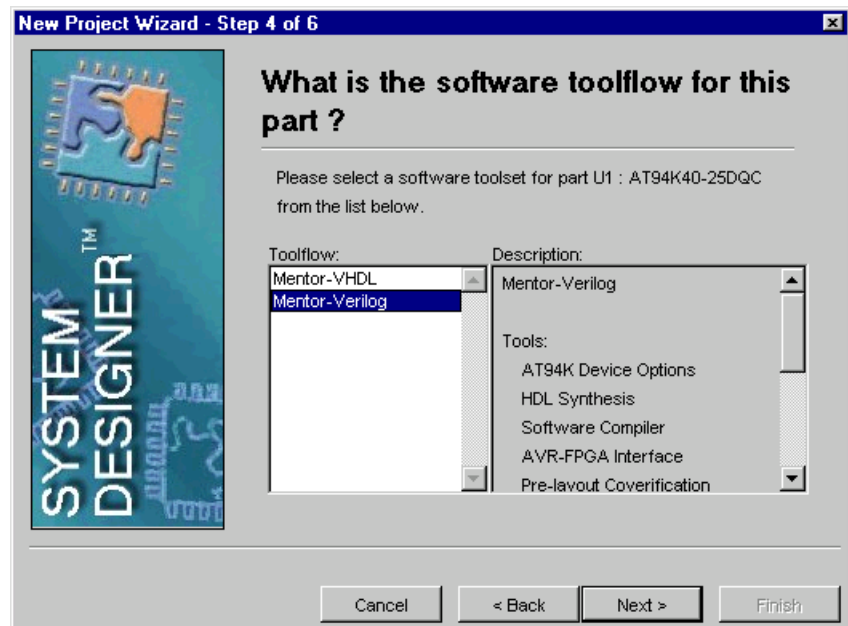 New Project Wizard - Step 4 of 6
SYSTEM
DESIGNER™
What is the software toolflow for this
part ?
Please select a software toolset for part U1 : AT94K40-25DQC
from the list below.
Toolflow:
Mentor-VHDL
Mentor-Verilog
Description:
Mentor-Verilog
Tools:
AT94K Device Options
HDL Synthesis
Software Compiler
AVR-FPGA Interface
Pre-layout Coverification
Cancel
< Back
Next >
Finish